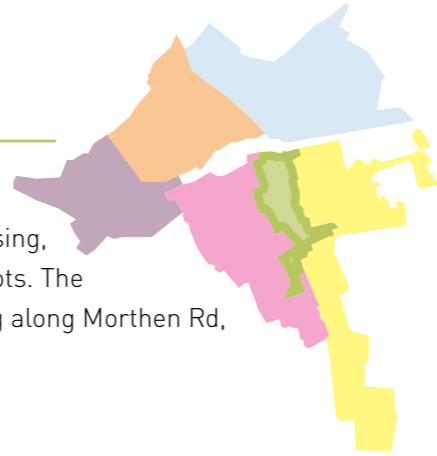 sing,
ots. The
g along Morthen Rd,